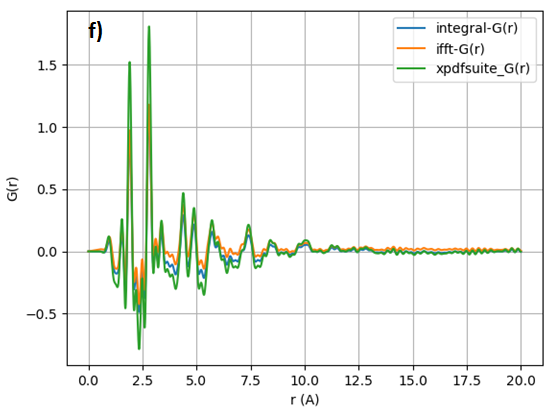 f)
integral-G(r)
ifft-G(r)
xpdfsuite_G(r)
G(r)
1.5
1.0
0.5
0.0
−0.5
0.0 2.5 5.0 7.5 10.0 12.5 15.0 17.5 20.0
r (A)